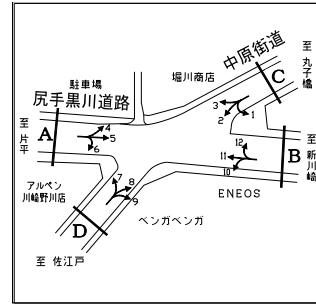 中原街道
至 丸子橋
駐車場
堀川商店
尻手黒川道路
C
3
1
2
4
5
6
至 片平
A
12
11
10
B
至 新川崎
アルペン
川崎野川店
7
8
9
ENEOS
D
ベンガベンガ
至 佐江戸